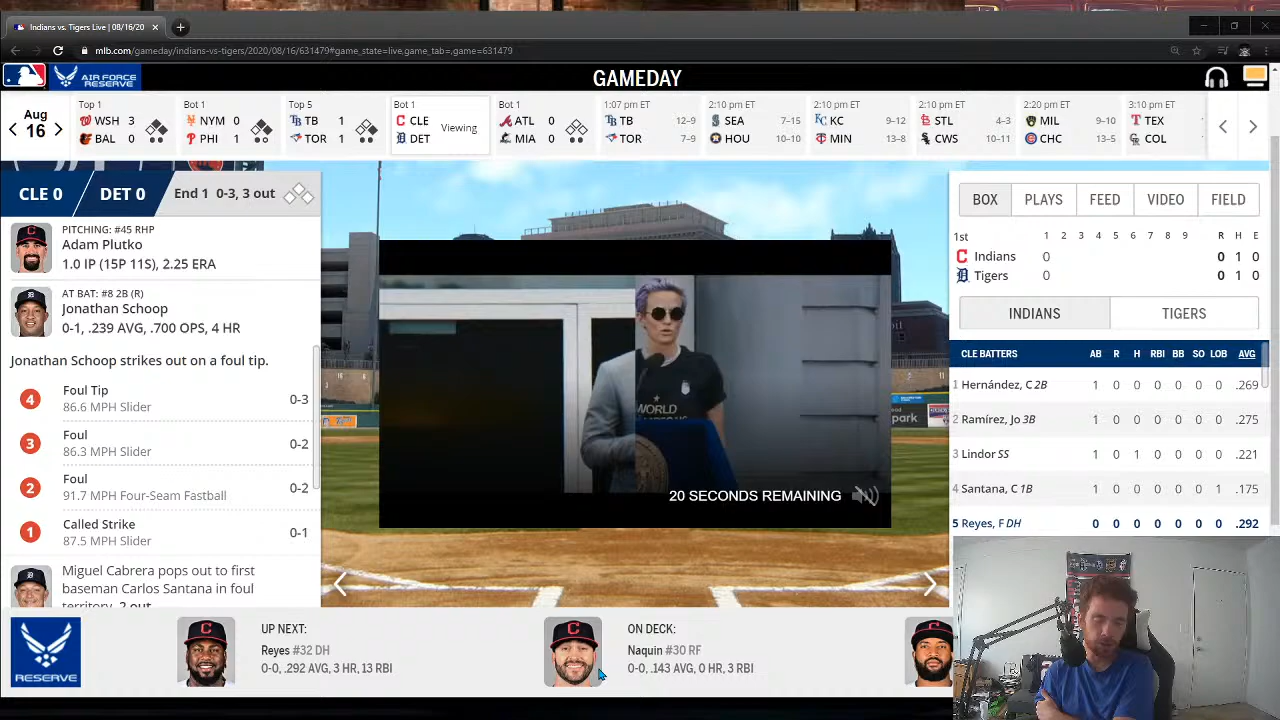 Indians vs. Tigers Live | 08/16/20
mlb.com/gameday/indians-vs-tigers/2020/08/16/631479#game_state=live,game_tab=,game=631479
AIR FORCE
RESERVE
GAMEDAY
Aug
16
Top 1
WSH 3
BAL 0
Bot 1
NYM 0
PHI 1
Top 5
TB 1
TOR 1
Bot 1
CLE
DET
Viewing
Bot 1
ATL 0
MIA 0
1:07 pm ET
TB 12-9
TOR 7-9
2:10 pm ET
SEA 7-15
HOU 10-10
2:10 pm ET
KC 9-12
MIN 13-8
2:10 pm ET
STL 4-3
CWS 10-11
2:20 pm ET
MIL 9-10
CHC 13-5
3:10 pm ET
TEX
COL
CLE 0
DET 0
End 1 0-3, 3 out
PITCHING: #45 RHP
Adam Plutko
1.0 IP (15P 11S), 2.25 ERA
AT BAT: #8 2B (R)
Jonathan Schoop
0-1, .239 AVG, .700 OPS, 4 HR
Jonathan Schoop strikes out on a foul tip.
4 Foul Tip 0-3
86.6 MPH Slider
3 Foul 0-2
86.3 MPH Slider
2 Foul 0-2
91.7 MPH Four-Seam Fastball
1 Called Strike 0-1
87.5 MPH Slider
Miguel Cabrera pops out to first
baseman Carlos Santana in foul
territory. 2 out
WORLD
20 SECONDS REMAINING
BOX
PLAYS
FEED
VIDEO
FIELD
1st 1 2 3 4 5 6 7 8 9 R H E
Indians 0 0 1 0
Tigers 0 0 1 0
INDIANS
TIGERS
CLE BATTERS AB R H RBI BB SO LOB AVG
1 Hernández, C 2B 1 0 0 0 0 0 0 .269
2 Ramírez, Jo 3B 1 0 0 0 0 0 0 .275
3 Lindor SS 1 0 1 0 0 0 0 .221
4 Santana, C 1B 1 0 0 0 0 0 1 .175
5 Reyes, F DH 0 0 0 0 0 0 0 .292
RESERVE
UP NEXT:
Reyes #32 DH
0-0, .292 AVG, 3 HR, 13 RBI
ON DECK:
Naquin #30 RF
0-0, .143 AVG, 0 HR, 3 RBI